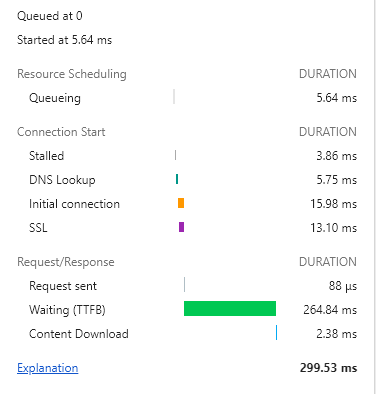 Queued at 0
Started at 5.64 ms
Resource Scheduling DURATION
Queueing 5.64 ms
Connection Start DURATION
Stalled 3.86 ms
DNS Lookup 5.75 ms
Initial connection 15.98 ms
SSL 13.10 ms
Request/Response DURATION
Request sent 88 μs
Waiting (TTFB) 264.84 ms
Content Download 2.38 ms
Explanation 299.53 ms